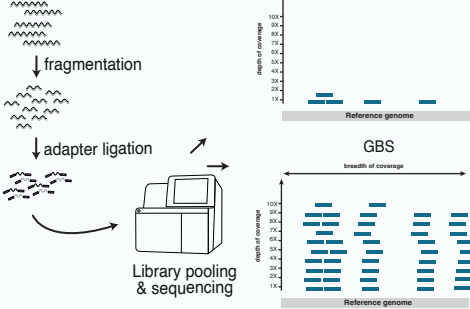 fragmentation
adapter ligation
Library pooling
& sequencing
depth of coverage
10X
9X
8X
7X
6X
5X
4X
3X
2X
1X
Reference genome
GBS
breadth of coverage
depth of coverage
10X
9X
8X
7X
6X
5X
4X
3X
2X
1X
Reference genome